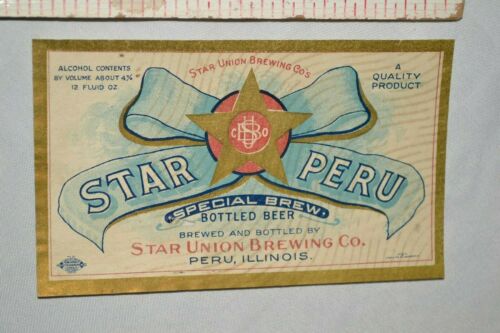 ALCOHOL CONTENTS
BY VOLUME ABOUT 4%
12 FLUID OZ
STAR UNION BREWING CO'S
A
QUALITY
PRODUCT
STAR PERU
SPECIAL BREW
BOTTLED BEER
BREWED AND BOTTLED BY
STAR UNION BREWING CO.
PERU, ILLINOIS.